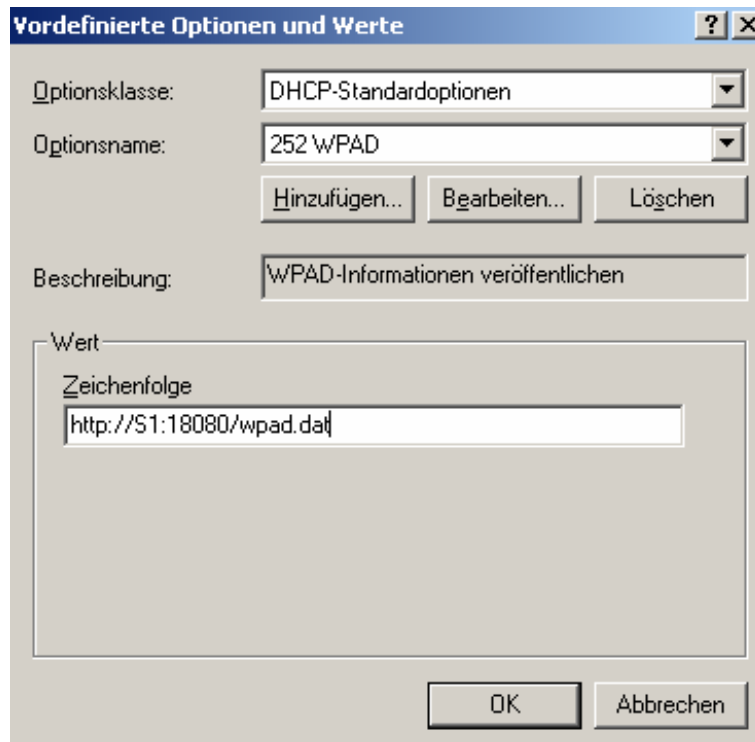 Vordefinierte Optionen und Werte
Optionsklasse: DHCP-Standardoptionen
Optionsname: 252 WPAD
Hinzufügen... Bearbeiten... Löschen
Beschreibung: WPAD-Informationen veröffentlichen
Wert
Zeichenfolge
http://S1:18080/wpad.dat
OK Abbrechen